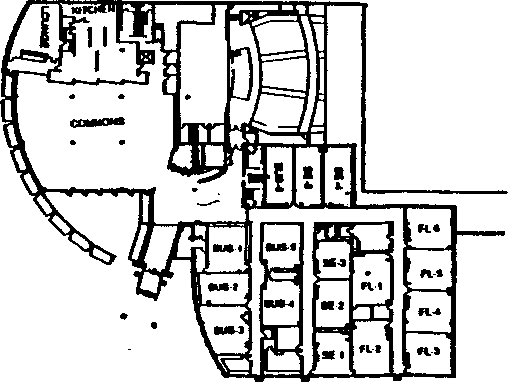 KITCHEN
COMMONS
BUS-1
BUS-5
BUS-2
BUS-4
BUS-3
SE-3
SE-2
SE-1
FL-6
FL-5
FL-1
FL-4
FL-2
FL-3